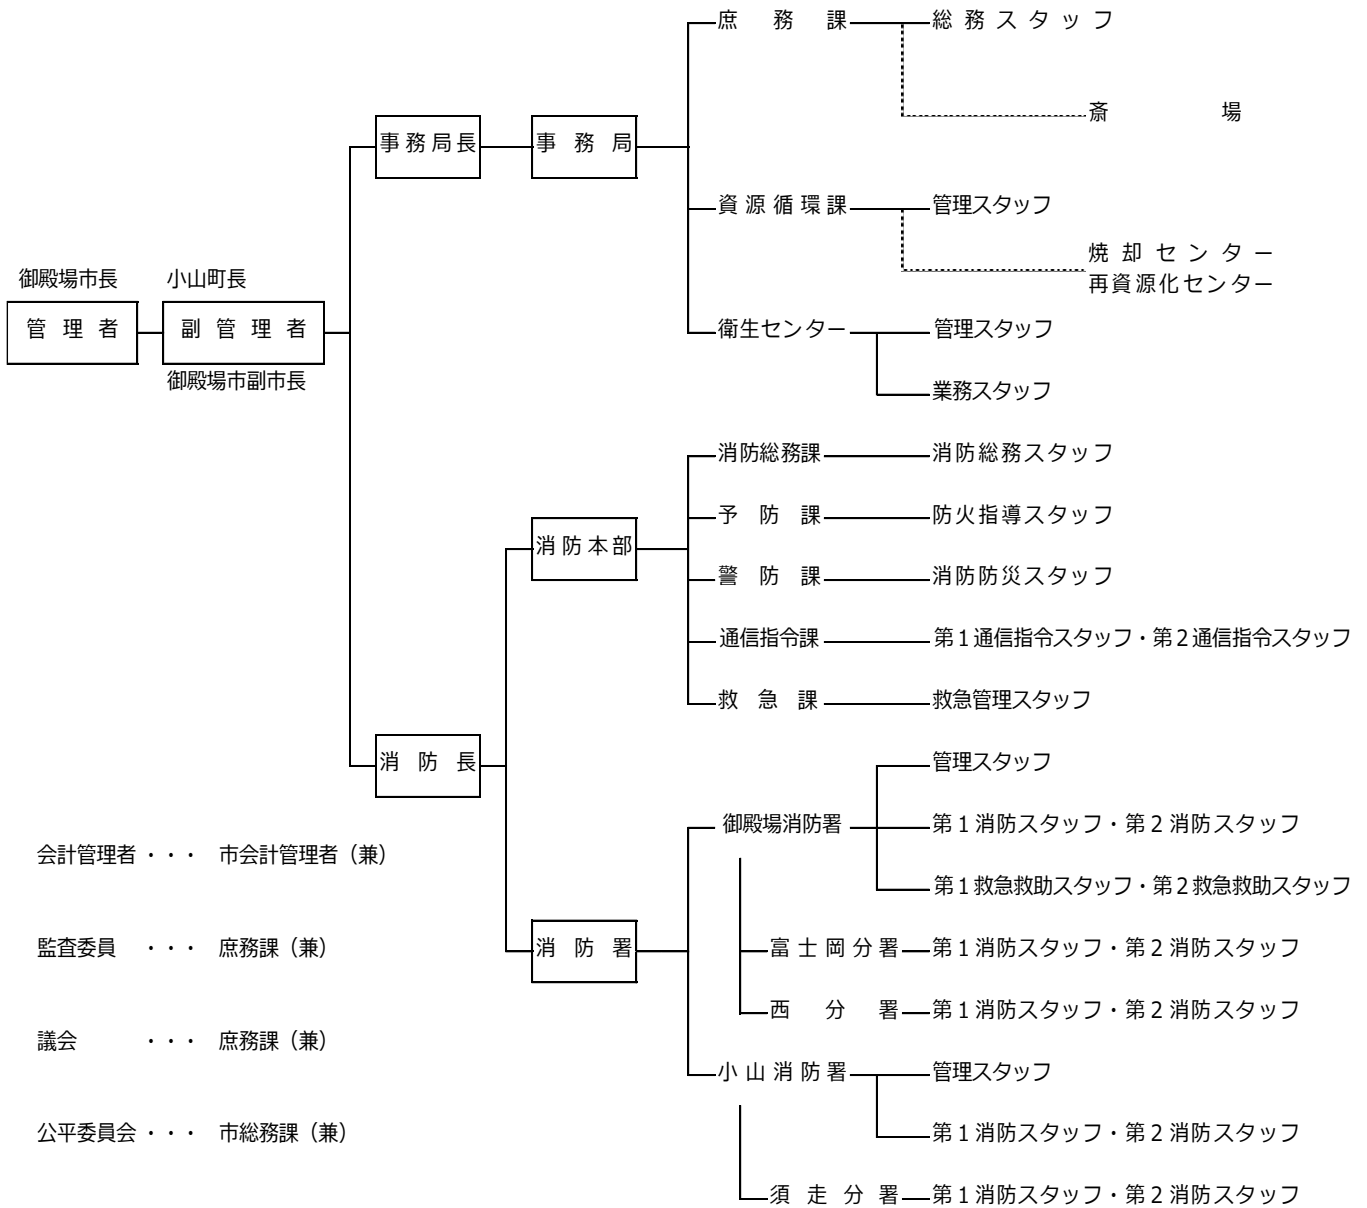 庶務課 総務スタッフ
斎場
事務局長 事務局
資源循環課 管理スタッフ
焼却センター
再資源化センター
御殿場市長 小山町長
管理者 副管理者
御殿場市副市長
衛生センター 管理スタッフ
業務スタッフ
消防総務課 消防総務スタッフ
予防課 防火指導スタッフ
消防本部
警防課 消防防災スタッフ
通信指令課 第1通信指令スタッフ・第2通信指令スタッフ
救急課 救急管理スタッフ
消防長
管理スタッフ
御殿場消防署 第1消防スタッフ・第2消防スタッフ
第1救急救助スタッフ・第2救急救助スタッフ
消防署
富士岡分署 第1消防スタッフ・第2消防スタッフ
西分署 第1消防スタッフ・第2消防スタッフ
小山消防署 管理スタッフ
第1消防スタッフ・第2消防スタッフ
須走分署 第1消防スタッフ・第2消防スタッフ
会計管理者・・・ 市会計管理者（兼）
監査委員 ・・・ 庶務課（兼）
議会 ・・・ 庶務課（兼）
公平委員会・・・ 市総務課（兼）